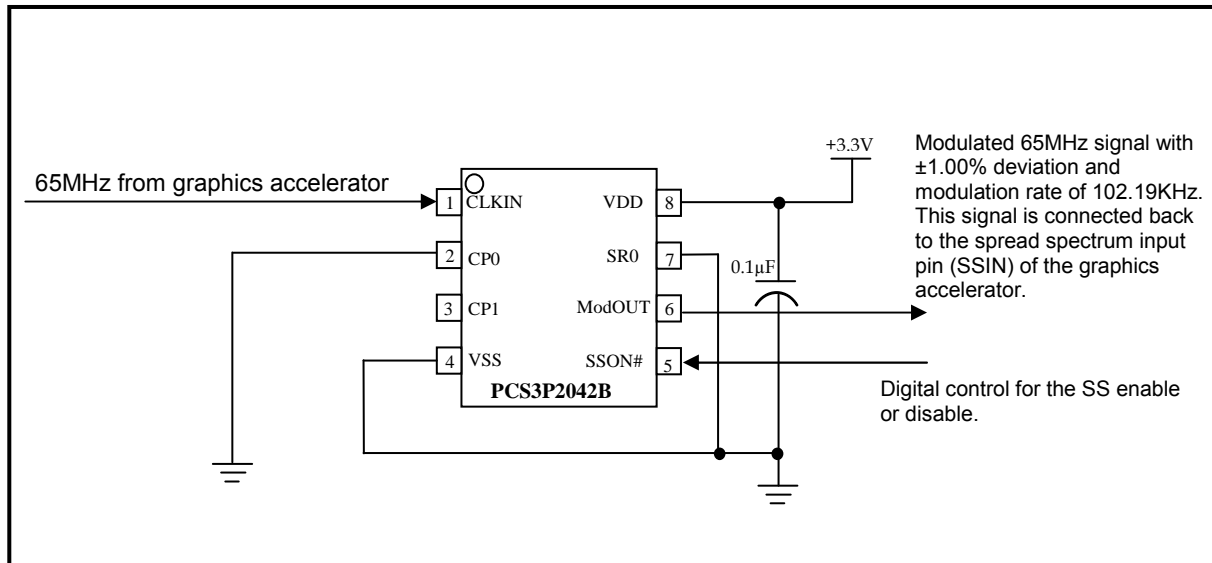 65MHz from graphics accelerator
+3.3V
Modulated 65MHz signal with
±1.00% deviation and
modulation rate of 102.19KHz.
This signal is connected back
to the spread spectrum input
pin (SSIN) of the graphics
accelerator.
1 CLKIN VDD 8
2 CP0 SR0 7
0.1µF
3 CP1 ModOUT 6
4 VSS SSON# 5
PCS3P2042B
Digital control for the SS enable
or disable.